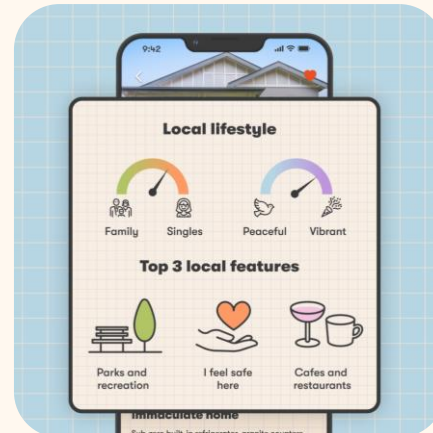 9:42
Local lifestyle
Family Singles Peaceful Vibrant
Top 3 local features
Parks and I feel safe Cafes and
recreation here restaurants
Immaculate home